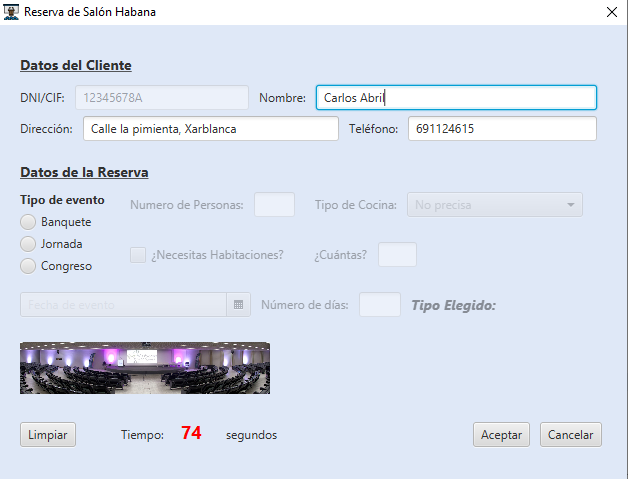 Reserva de Salón Habana
Datos del Cliente
DNI/CIF: 12345678A Nombre: Carlos Abril
Dirección: Calle la pimienta, Xarblanca Teléfono: 691124615
Datos de la Reserva
Tipo de evento
Numero de Personas: Tipo de Cocina: No precisa
Banquete
Jornada
¿Necesitas Habitaciones? ¿Cuántas?
Congreso
Fecha de evento Número de días: Tipo Elegido:
Limpiar Tiempo: 74 segundos Aceptar Cancelar